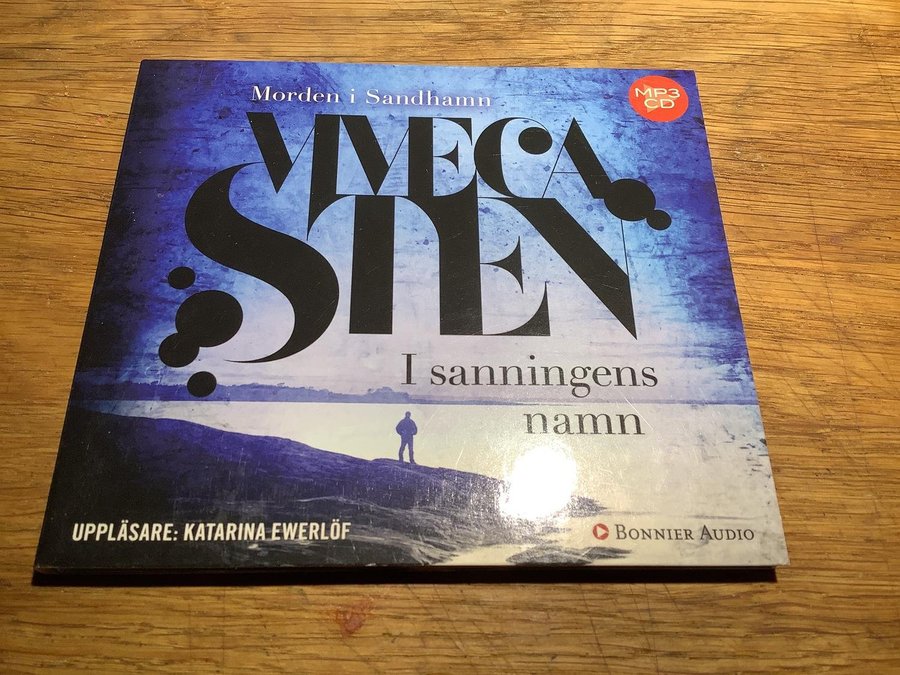 Morden i Sandhamn
MP3
CD
VIVECA
STEN
I sanningens
namn
UPPLÄSARE: KATARINA EWERLÖF
BONNIER AUDIO